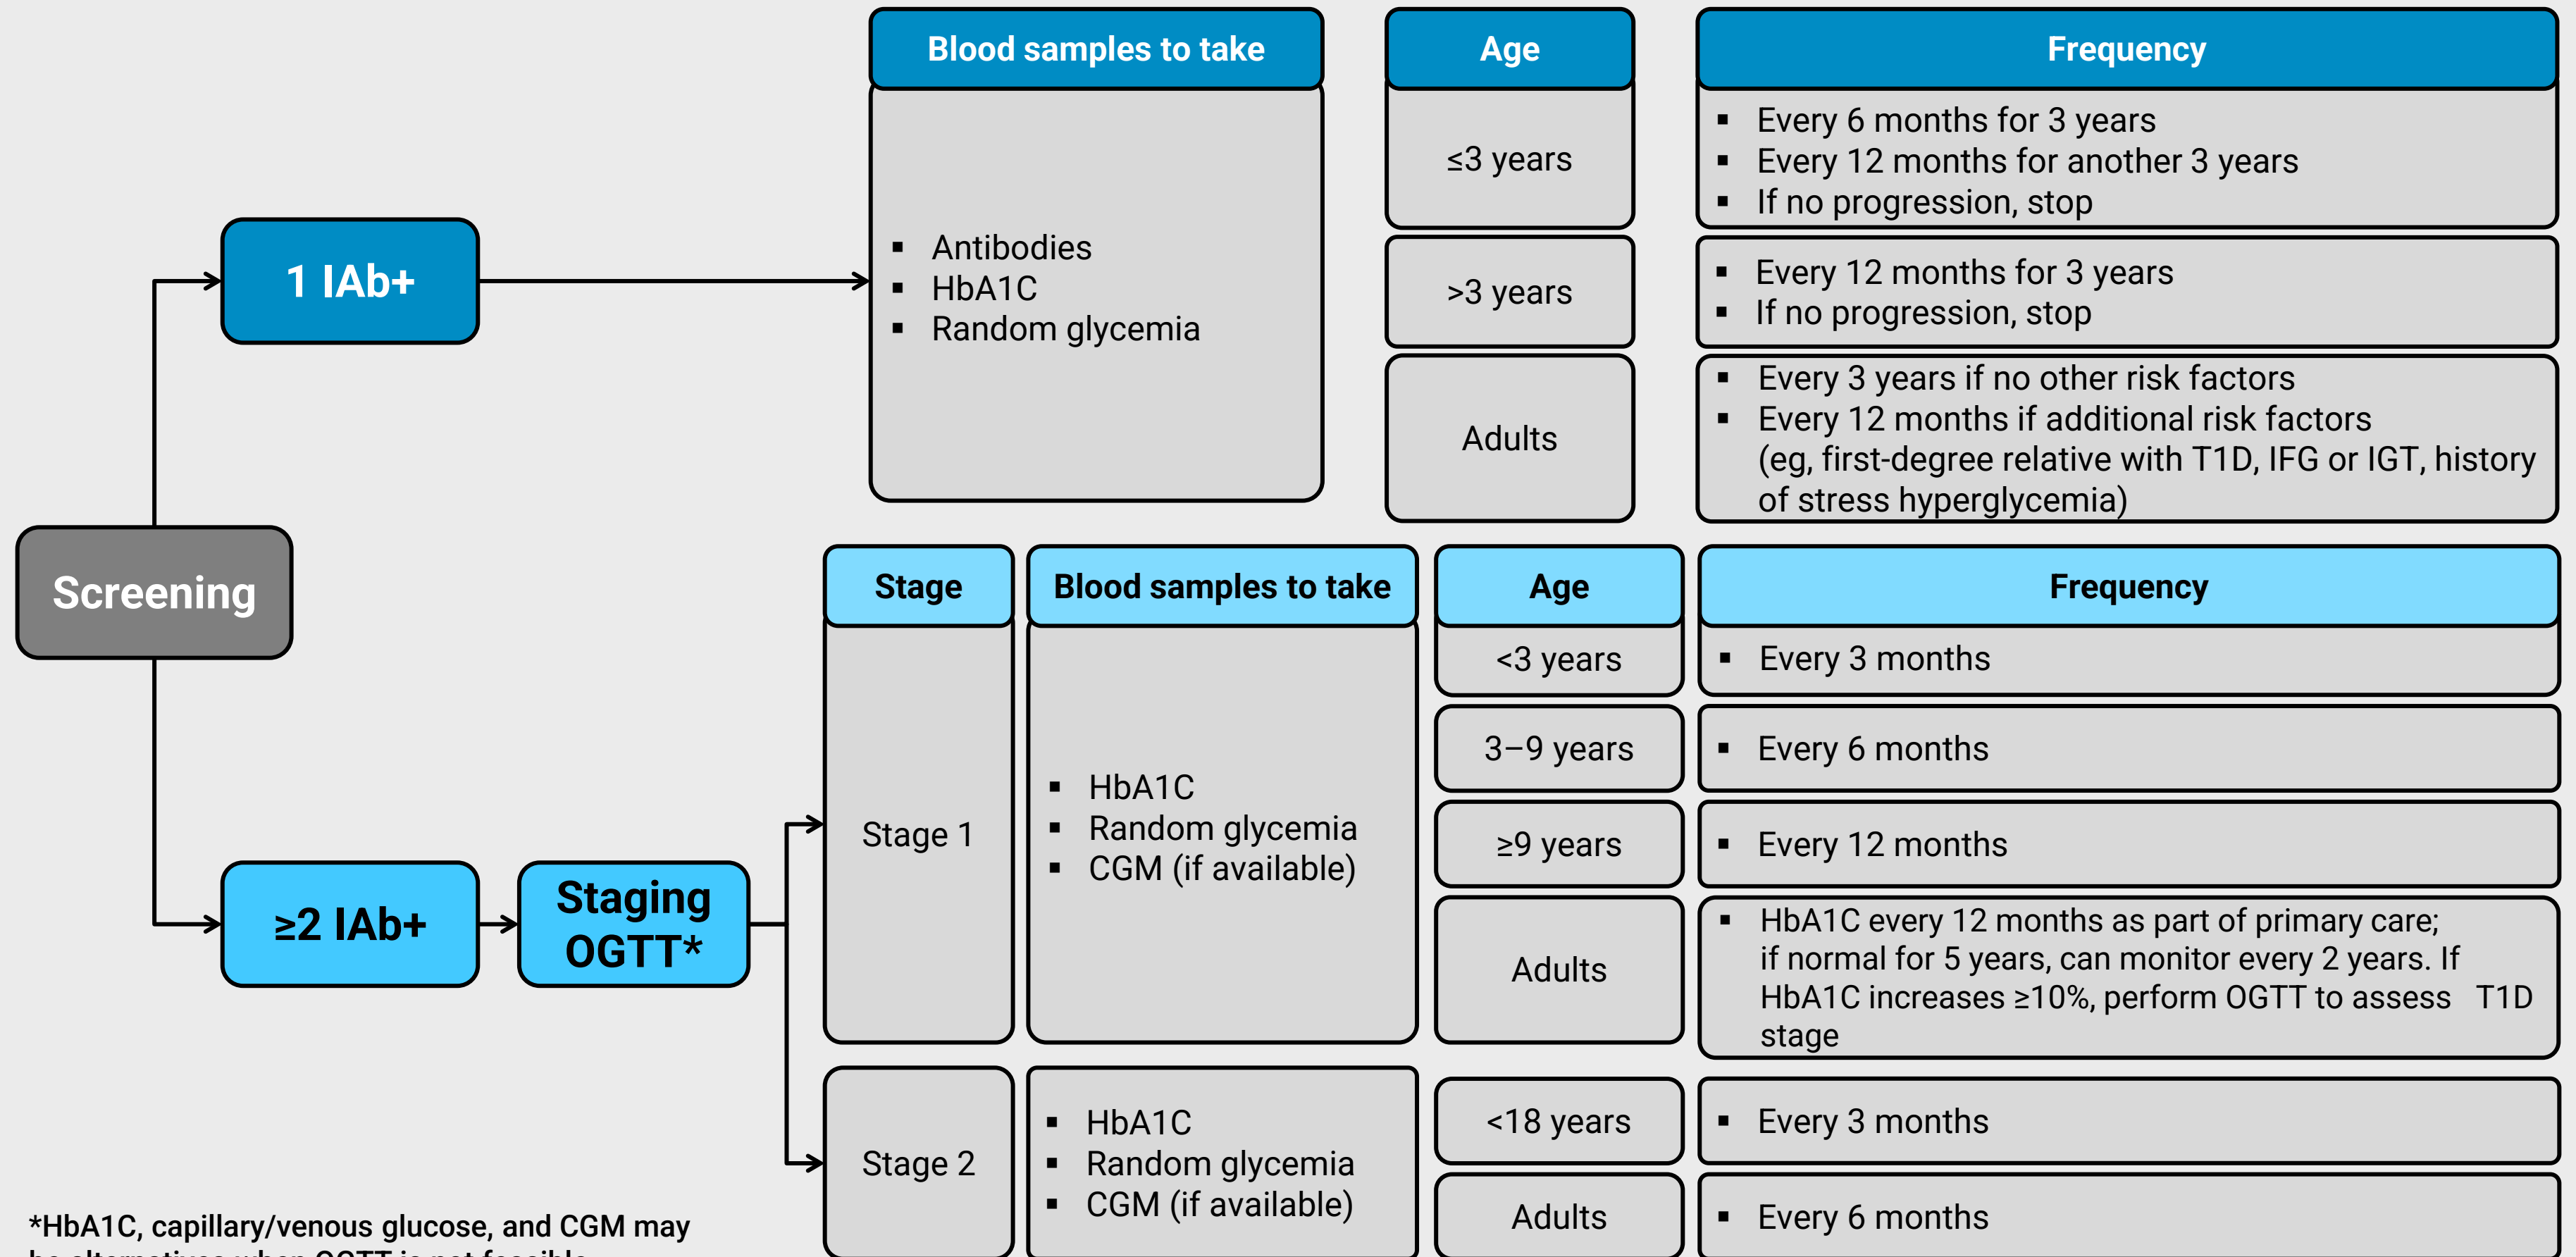 Blood samples to take
Age
Frequency
▪ Antibodies
▪ HbA1C
▪ Random glycemia
≤3 years
▪ Every 6 months for 3 years
▪ Every 12 months for another 3 years
▪ If no progression, stop
>3 years
▪ Every 12 months for 3 years
▪ If no progression, stop
Adults
▪ Every 3 years if no other risk factors
▪ Every 12 months if additional risk factors
(eg, first-degree relative with T1D, IFG or IGT, history
of stress hyperglycemia)
1 IAb+
Screening
≥2 IAb+
Staging
OGTT*
Stage
Blood samples to take
Age
Frequency
Stage 1
▪ HbA1C
▪ Random glycemia
▪ CGM (if available)
<3 years
▪ Every 3 months
3–9 years
▪ Every 6 months
≥9 years
▪ Every 12 months
Adults
▪ HbA1C every 12 months as part of primary care;
if normal for 5 years, can monitor every 2 years. If
HbA1C increases ≥10%, perform OGTT to assess T1D
stage
Stage 2
▪ HbA1C
▪ Random glycemia
▪ CGM (if available)
<18 years
▪ Every 3 months
Adults
▪ Every 6 months
*HbA1C, capillary/venous glucose, and CGM may
be alternatives when OGTT is not feasible